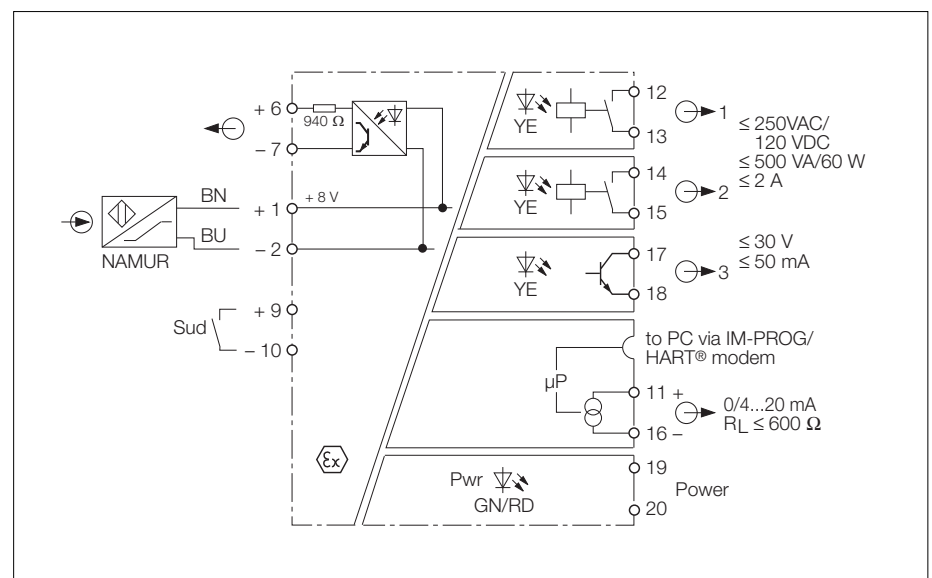 + 6
940 Ω
– 7
BN
+ 1
+ 8 V
BU
– 2
NAMUR
+ 9
Sud
– 10
εx
YE
12
13
1
≤ 250VAC/
120 VDC
≤ 500 VA/60 W
≤ 2 A
YE
14
15
2
YE
17
18
3
≤ 30 V
≤ 50 mA
to PC via IM-PROG/
HART® modem
µP
11 +
16 –
0/4...20 mA
RL ≤ 600 Ω
Pwr
GN/RD
19
Power
20